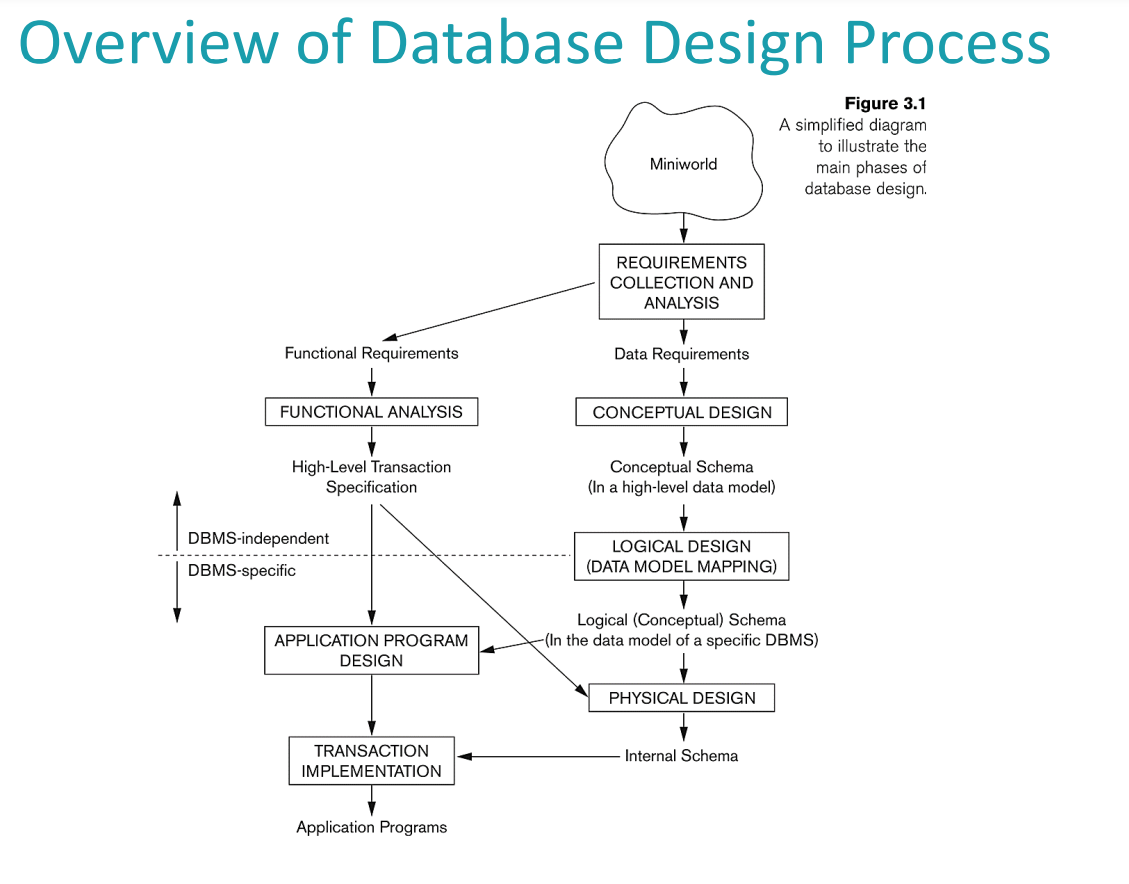 Overview of Database Design Process
Figure 3.1
A simplified diagram
to illustrate the
main phases of
database design.
Miniworld
REQUIREMENTS
COLLECTION AND
ANALYSIS
Functional Requirements
Data Requirements
FUNCTIONAL ANALYSIS
CONCEPTUAL DESIGN
High-Level Transaction
Specification
Conceptual Schema
(In a high-level data model)
DBMS-independent
DBMS-specific
LOGICAL DESIGN
(DATA MODEL MAPPING)
Logical (Conceptual) Schema
(In the data model of a specific DBMS)
APPLICATION PROGRAM
DESIGN
PHYSICAL DESIGN
TRANSACTION
IMPLEMENTATION
Internal Schema
Application Programs